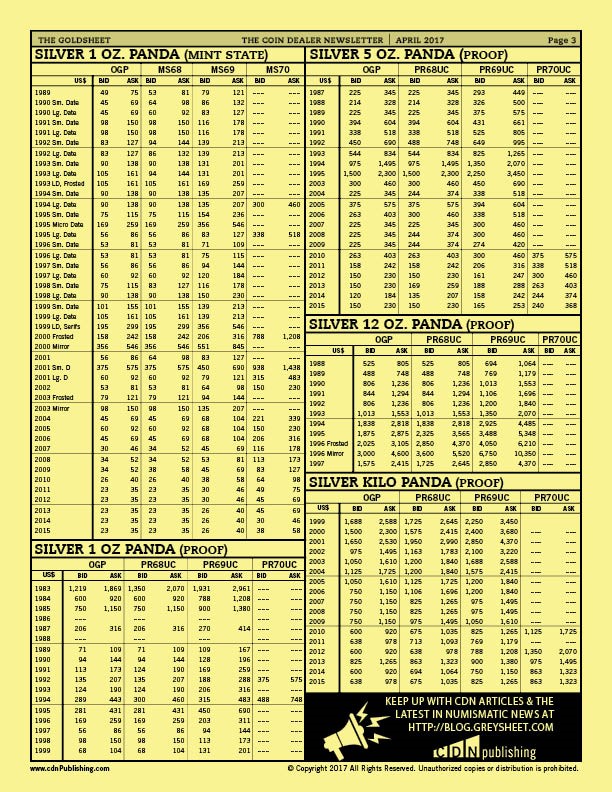 THE GOLDSHEET THE COIN DEALER NEWSLETTER | APRIL 2017 Page 3
SILVER 1 OZ. PANDA (MINT STATE)
OGP MS68 MS69 MS70
US$ BID ASK BID ASK BID ASK BID ASK
1989 49 75 53 81 79 121 --- ---
1990 Sm. Date 45 69 64 98 86 132 --- ---
1990 Lg. Date 45 69 60 92 83 127 --- ---
1991 Sm. Date 98 150 98 150 116 178 --- ---
1991 Lg. Date 98 150 98 150 116 178 --- ---
1992 Sm. Date 83 127 94 144 139 213 --- ---
1992 Lg. Date 83 127 86 132 139 213 --- ---
1993 Sm. Date 90 138 90 138 131 201 --- ---
1993 Lg. Date 105 161 94 144 131 201 --- ---
1993 LD, Frosted 105 161 105 161 169 259 --- ---
1994 Sm. Date 90 138 90 138 135 207 --- ---
1994 Lg. Date 90 138 90 138 135 207 300 460
1995 Sm. Date 75 115 75 115 154 236 --- ---
1995 Micro Date 169 259 169 259 356 546 --- ---
1995 Lg. Date 56 86 56 86 83 127 338 518
1996 Sm. Date 53 81 53 81 71 109 --- ---
1996 Lg. Date 53 81 53 81 75 115 --- ---
1997 Sm. Date 56 86 56 86 94 144 --- ---
1997 Lg. Date 60 92 60 92 120 184 --- ---
1998 Sm. Date 75 115 83 127 116 178 --- ---
1998 Lg. Date 90 138 90 138 150 230 --- ---
1999 Sm. Date 101 155 101 155 139 213 --- ---
1999 Lg. Date 105 161 105 161 139 213 --- ---
1999 LD, Serifs 195 299 195 299 356 546 --- ---
2000 Frosted 158 242 158 242 206 316 788 1,208
2000 Mirror 356 546 356 546 551 845 --- ---
2001 56 86 64 98 83 127 --- ---
2001 Sm. D 375 575 375 575 450 690 938 1,438
2001 Lg. D 60 92 60 92 79 121 315 483
2002 53 81 53 81 64 98 150 230
2003 Frosted 79 121 79 121 94 144 --- ---
2003 Mirror 98 150 98 150 135 207 --- ---
2004 45 69 45 69 68 104 221 339
2005 60 92 60 92 68 104 150 230
2006 45 69 45 69 68 104 206 316
2007 30 46 34 52 45 69 116 178
2008 34 52 34 52 53 81 113 173
2009 34 52 38 58 45 69 83 127
2010 26 40 26 40 38 58 64 98
2011 23 35 23 35 30 46 49 75
2012 23 35 23 35 30 46 45 69
2013 23 35 23 35 26 40 45 69
2014 23 35 23 35 26 40 30 46
2015 23 35 23 35 26 40 38 58
SILVER 1 OZ PANDA (PROOF)
OGP PR68UC PR69UC PR70UC
US$ BID ASK BID ASK BID ASK BID ASK
1983 1,219 1,869 1,350 2,070 1,931 2,961 --- ---
1984 600 920 600 920 788 1,208 --- ---
1985 750 1,150 750 1,150 900 1,380 --- ---
1986 --- ---
1987 206 316 206 316 270 414 --- ---
1988 --- ---
1989 71 109 71 109 109 167 --- ---
1990 94 144 94 144 128 196 --- ---
1991 113 173 124 190 169 259 --- ---
1992 135 207 135 207 188 288 375 575
1993 124 190 124 190 206 316 --- ---
1994 289 443 300 460 315 483 488 748
1995 281 431 281 431 450 690 --- ---
1996 169 259 169 259 203 311 --- ---
1997 56 86 56 86 94 144 --- ---
1998 98 150 98 150 113 173 --- ---
1999 68 104 68 104 131 201 --- ---
SILVER 5 OZ. PANDA (PROOF)
OGP PR68UC PR69UC PR70UC
US$ BID ASK BID ASK BID ASK BID ASK
1987 225 345 225 345 293 449 --- ---
1988 214 328 214 328 326 500 --- ---
1989 225 345 225 345 375 575 --- ---
1990 394 604 394 604 431 661 --- ---
1991 338 518 338 518 525 805 --- ---
1992 450 690 488 748 649 995 --- ---
1993 544 834 544 834 825 1,265 --- ---
1994 975 1,495 975 1,495 1,350 2,070 --- ---
1995 1,500 2,300 1,500 2,300 2,250 3,450 --- ---
2003 300 460 300 460 450 690 --- ---
2004 225 345 244 374 338 518 --- ---
2005 375 575 375 575 394 604 --- ---
2006 263 403 300 460 338 518 --- ---
2007 225 345 225 345 300 460 --- ---
2008 225 345 244 374 300 460 --- ---
2009 225 345 244 374 274 420 --- ---
2010 263 403 263 403 300 460 375 575
2011 158 242 158 242 206 316 338 518
2012 150 230 150 230 161 247 300 460
2013 150 230 169 259 188 288 263 403
2014 120 184 135 207 158 242 244 374
2015 150 230 150 230 165 253 240 368
SILVER 12 OZ. PANDA (PROOF)
OGP PR68UC PR69UC PR70UC
US$ BID ASK BID ASK BID ASK BID ASK
1988 525 805 525 805 694 1,064 --- ---
1989 488 748 488 748 769 1,179 --- ---
1990 806 1,236 806 1,236 1,013 1,553 --- ---
1991 844 1,294 844 1,294 1,106 1,696 --- ---
1992 806 1,236 806 1,236 1,200 1,840 --- ---
1993 1,013 1,553 1,013 1,553 1,350 2,070 --- ---
1994 1,838 2,818 1,838 2,818 2,925 4,485 --- ---
1995 1,875 2,875 2,325 3,565 3,488 5,348 --- ---
1996 Frosted 2,025 3,105 2,850 4,370 4,050 6,210 --- ---
1996 Mirror 3,000 4,600 3,600 5,520 6,750 10,350 --- ---
1997 1,575 2,415 1,725 2,645 2,850 4,370 --- ---
SILVER KILO PANDA (PROOF)
OGP PR68UC PR69UC PR70UC
US$ BID ASK BID ASK BID ASK BID ASK
1999 1,688 2,588 1,725 2,645 2,250 3,450
2000 1,500 2,300 1,575 2,415 2,400 3,680 --- ---
2001 1,650 2,530 1,950 2,990 2,850 4,370 --- ---
2002 975 1,495 1,163 1,783 2,100 3,220 --- ---
2003 1,050 1,610 1,200 1,840 1,688 2,588 --- ---
2004 1,125 1,725 1,200 1,840 1,575 2,415 --- ---
2005 1,050 1,610 1,125 1,725 1,200 1,840 --- ---
2006 750 1,150 1,106 1,696 1,200 1,840 --- ---
2007 750 1,150 825 1,265 975 1,495 --- ---
2008 750 1,150 825 1,265 975 1,495 --- ---
2009 750 1,150 975 1,495 1,050 1,610 --- ---
2010 600 920 675 1,035 825 1,265 1,125 1,725
2011 638 978 713 1,093 769 1,179 --- ---
2012 600 920 638 978 788 1,208 1,350 2,070
2013 825 1,265 863 1,323 900 1,380 975 1,495
2014 600 920 694 1,064 750 1,150 863 1,323
2015 638 978 675 1,035 825 1,265 863 1,323
KEEP UP WITH CDN ARTICLES & THE
LATEST IN NUMISMATIC NEWS AT
HTTP://BLOG.GREYSHEET.COM
CDN publishing
www.cdnPublishing.com © Copyright 2017 All Rights Reserved. Unauthorized copies or distribution is prohibited.